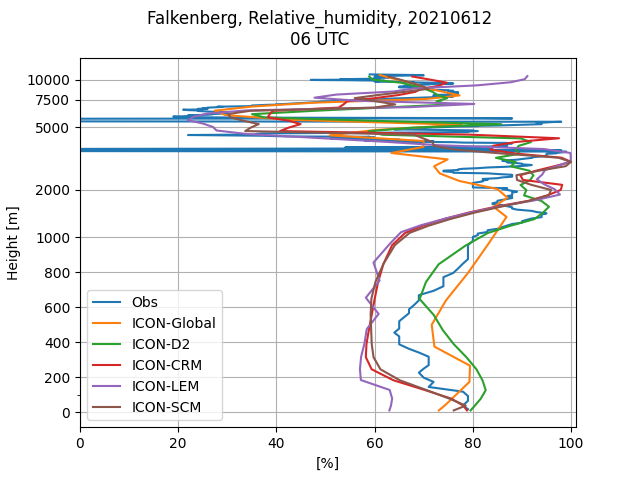 Falkenberg, Relative_humidity, 20210612
06 UTC
Height [m]
10000
7500
5000
2000
1000
800
600
400
200
0
Obs
ICON-Global
ICON-D2
ICON-CRM
ICON-LEM
ICON-SCM
0
20
40
60
80
100
[%]